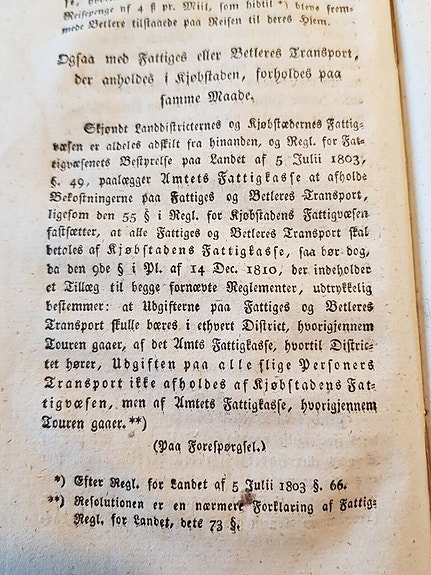 Reisepenge af 4 ß pr. Miil, som hidtil *) bleve frem-
mede Betlere tilstaaede paa Reisen til deres Hjem.
Ogsaa med Fattiges eller Betleres Transport,
der anholdes i Kjøbstaden, forholdes paa
samme Maade.
Skjøndt Landdistricternes og Kjøbstædernes Fattig-
væsen er aldeles adskilt fra hinanden, og Regl. for Fat-
tigvæsenets Bestyrelse paa Landet af 5 Julii 1803,
§. 49, paalægger Amtets Fattigkasse at afholde
Bekostningerne paa Fattiges og Betleres Transport,
ligesom den 55 § i Regl. for Kjøbstadens Fattigvæsen
fastsætter, at alle Fattiges og Betleres Transport skal
betales af Kjøbstadens Fattigkasse, saa bør dog,
da den 9de § i Pl. af 14 Dec. 1810, der indeholder
et Tillæg til begge fornævte Reglementer, udtrykkelig
bestemmer: at Udgifterne paa Fattiges og Betleres
Transport skulle bæres i ethvert District, hvorigjennem
Touren gaaer, af det Amts Fattigkasse, hvortil Distric-
tet hører, Udgiften paa alle slige Personers
Transport ikke afholdes af Kjøbstadens Fat-
tigvæsen, men af Amtets Fattigkasse, hvorigjennem
Touren gaaer.**)
(Paa Forespørgsel.)
*) Efter Regl. for Landet af 5 Julii 1803 §. 66.
**) Resolutionen er en nærmere Forklaring af Fattig-
Regl. for Landet, dets 73 §.